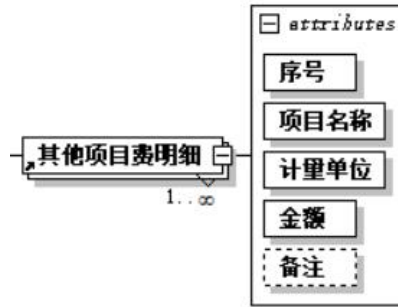 attributes
序号
项目名称
其他项目费明细
计量单位
1..∞
金额
备注